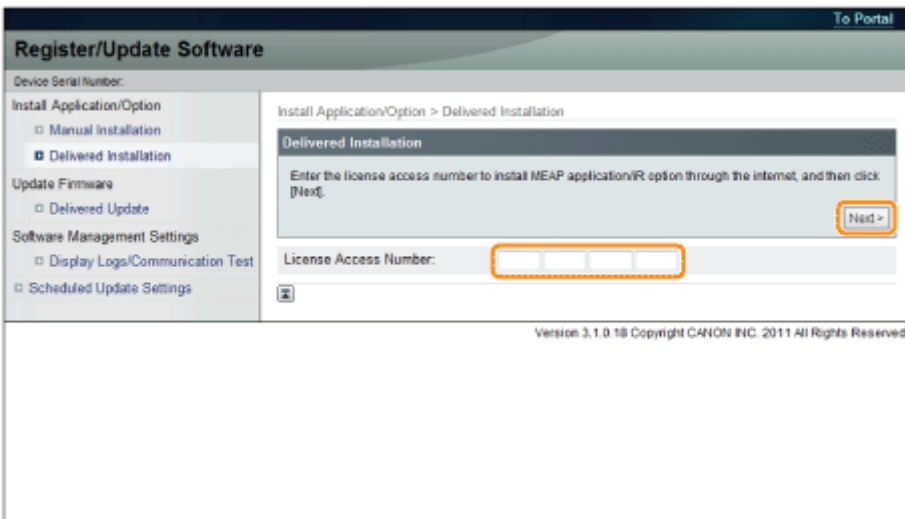 To Portal
Register/Update Software
Device Serial Number:
Install Application/Option
Manual Installation
Delivered Installation
Update Firmware
Delivered Update
Software Management Settings
Display Logs/Communication Test
Scheduled Update Settings
Install Application/Option > Delivered Installation
Delivered Installation
Enter the license access number to install MEAP application/iR option through the internet, and then click
[Next].
Next >
License Access Number:
Version 3.1.0.18 Copyright CANON INC. 2011 All Rights Reserved